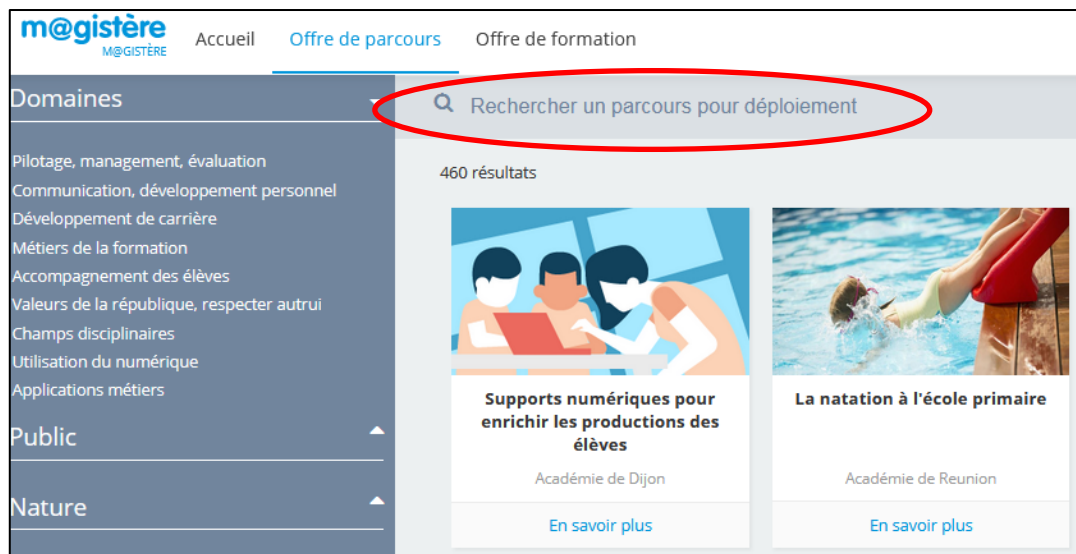 m@gistère
M@GISTÈRE
Accueil
Offre de parcours
Offre de formation
Domaines
Pilotage, management, évaluation
Communication, développement personnel
Développement de carrière
Métiers de la formation
Accompagnement des élèves
Valeurs de la république, respecter autrui
Champs disciplinaires
Utilisation du numérique
Applications métiers
Public
Nature
Rechercher un parcours pour déploiement
460 résultats
Supports numériques pour
enrichir les productions des
élèves
Académie de Dijon
En savoir plus
La natation à l'école primaire
Académie de Reunion
En savoir plus